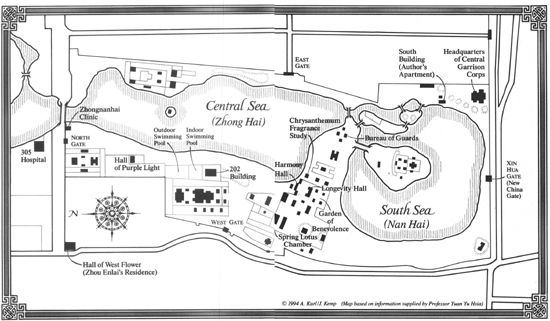 EAST
GATE
South
Building
(Author's
Apartment)
Headquarters
of Central
Garrison
Corps
Central Sea
(Zhong Hai)
Zhongnanhai
Clinic
Chrysanthemum
Fragrance
Study
Bureau of Guards
Outdoor
Swimming
Pool
Indoor
Swimming
Pool
NORTH
GATE
305
Hospital
Hall
of Purple Light
202
Building
Harmony
Hall
XIN
HUA
GATE
(New
China
Gate)
Longevity Hall
South Sea
(Nan Hai)
N
WEST GATE
Garden
of
Benevolence
Spring Lotus
Chamber
Hall of West Flower
(Zhou Enlai's Residence)
© 1994 A. Karl/J. Kemp (Map based on information supplied by Professor Yuan Yu Hsia)